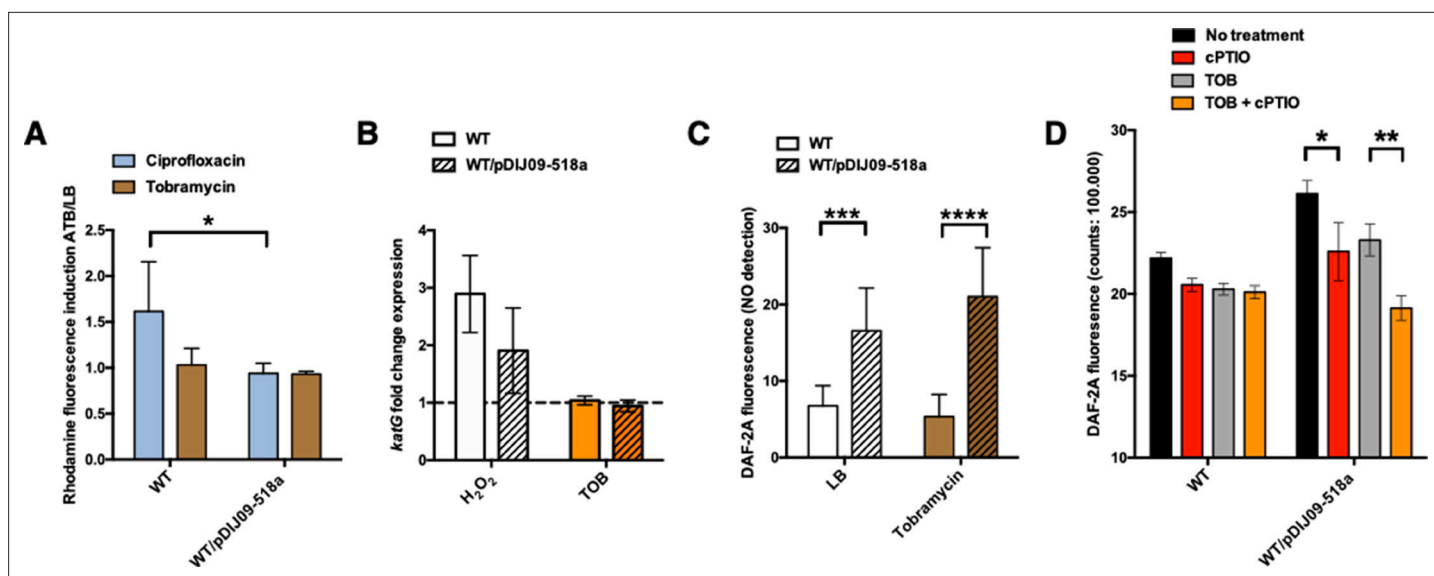 No treatment
cPTIO
TOB
TOB + cPTIO
A
Ciprofloxacin
Tobramycin
Rhodamine fluorescence induction ATB/LB
2.5
2.0
1.5
1.0
0.5
0.0
*
WT
WT/pDIJ09-518a
B
WT
WT/pDIJ09-518a
katG fold change expression
4
3
2
1
0
H2O2
TOB
C
WT
WT/pDIJ09-518a
DAF-2A fluorescence (NO detection)
30
20
10
0
***
****
LB
Tobramycin
D
DAF-2A fluoresence (counts: 100.000)
30
25
20
15
10
*
**
WT
WT/pDIJ09-518a